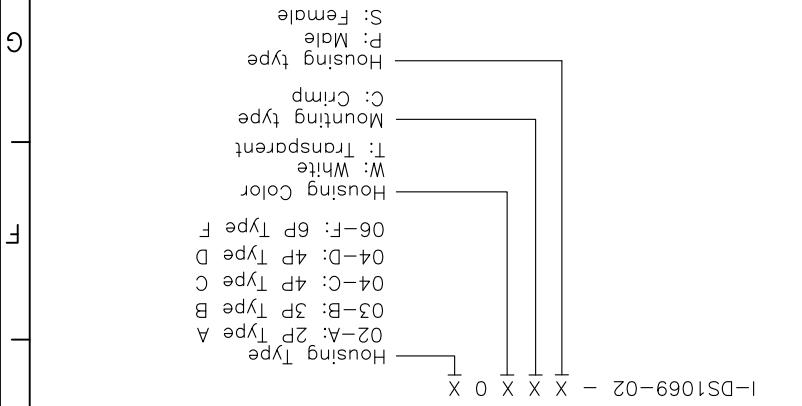 I-DS1069-02 - X X X 0 X
Housing Type
02-A: 2P Type A
03-B: 3P Type B
04-C: 4P Type C
04-D: 4P Type D
06-F: 6P Type F
F
Housing Color
W: White
T: Transparent
Mounting type
C: Crimp
Housing type
P: Male
S: Female
G